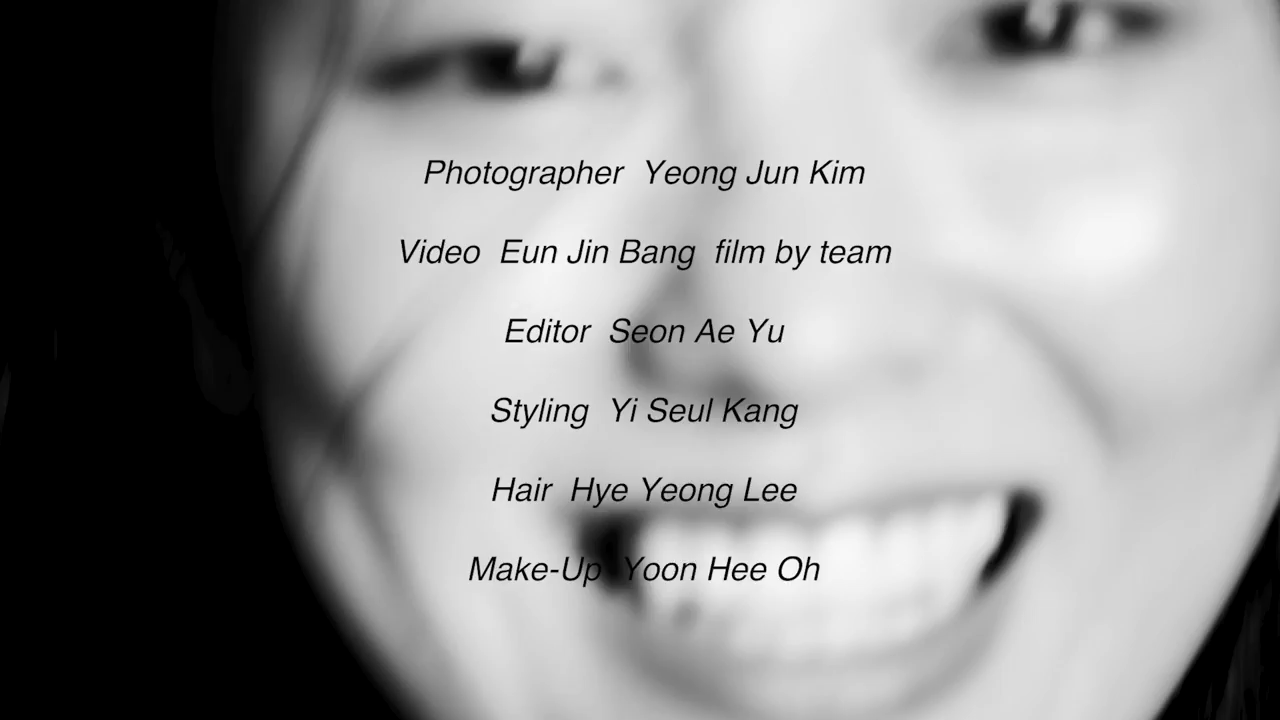 Photographer  Yeong Jun Kim
Video  Eun Jin Bang  film by team
Editor  Seon Ae Yu
Styling  Yi Seul Kang
Hair  Hye Yeong Lee
Make-Up  Yoon Hee Oh